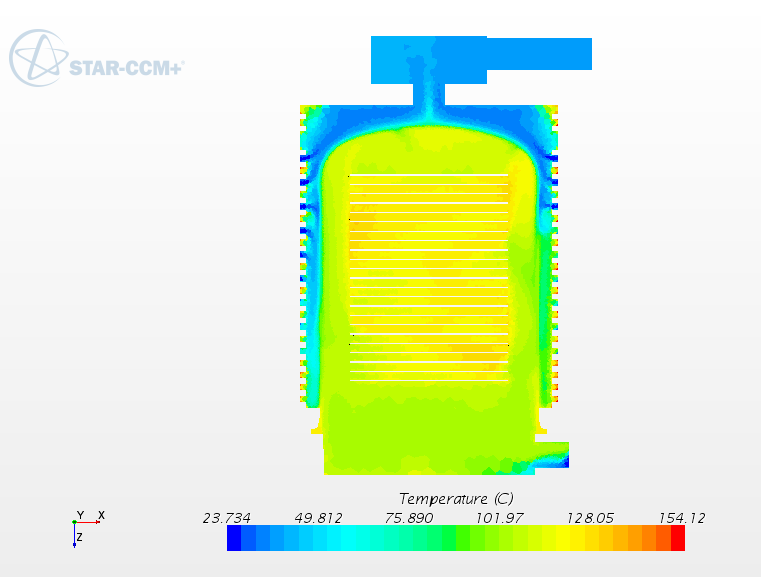 STAR-CCM+
Temperature (C)
23.734 49.812 75.890 101.97 128.05 154.12
Y X
Z